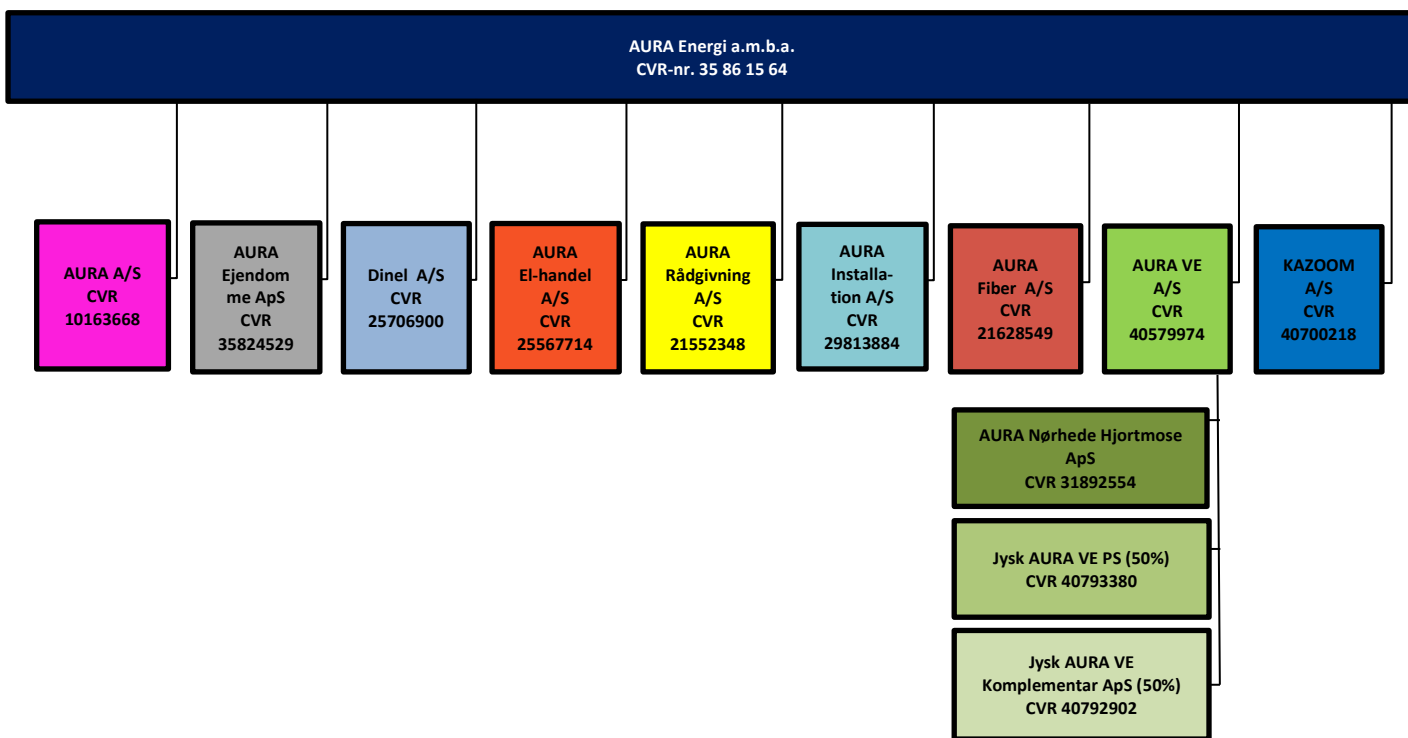 AURA Energi a.m.b.a.
CVR-nr. 35 86 15 64
AURA A/S
CVR
10163668
AURA
Ejendom
me ApS
CVR
35824529
Dinel A/S
CVR
25706900
AURA
El-handel
A/S
CVR
25567714
AURA
Rådgivning
A/S
CVR
21552348
AURA
Installa-
tion A/S
CVR
29813884
AURA
Fiber A/S
CVR
21628549
AURA VE
A/S
CVR
40579974
KAZOOM
A/S
CVR
40700218
AURA Nørhede Hjortmose
ApS
CVR 31892554
Jysk AURA VE PS (50%)
CVR 40793380
Jysk AURA VE
Komplementar ApS (50%)
CVR 40792902